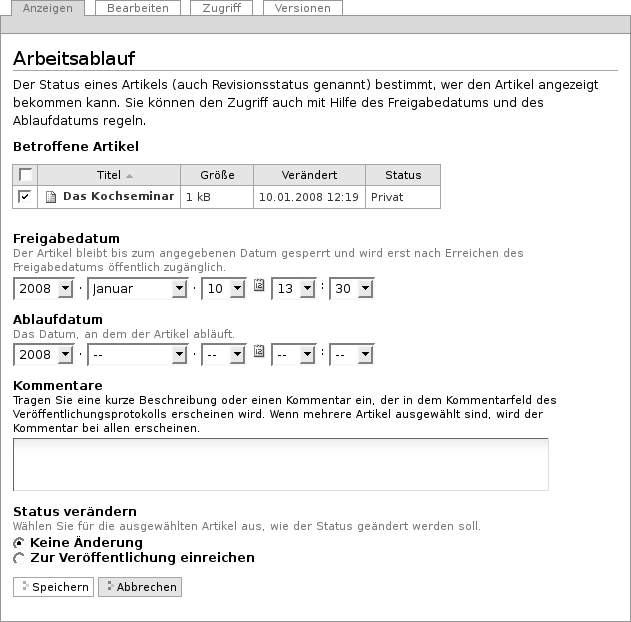 Anzeigen Bearbeiten Zugriff Versionen
Arbeitsablauf
Der Status eines Artikels (auch Revisionsstatus genannt) bestimmt, wer den Artikel angezeigt
bekommen kann. Sie können den Zugriff auch mit Hilfe des Freigabedatums und des
Ablaufdatums regeln.
Betroffene Artikel
Titel Größe Verändert Status
Das Kochseminar 1 kB 10.01.2008 12:19 Privat
Freigabedatum
Der Artikel bleibt bis zum angegebenen Datum gesperrt und wird erst nach Erreichen des
Freigabedatums öffentlich zugänglich.
2008 · Januar · 10 12 13 : 30
Ablaufdatum
Das Datum, an dem der Artikel abläuft.
2008 · -- · -- 12 -- : --
Kommentare
Tragen Sie eine kurze Beschreibung oder einen Kommentar ein, der in dem Kommentarfeld des
Veröffentlichungsprotokolls erscheinen wird. Wenn mehrere Artikel ausgewählt sind, wird der
Kommentar bei allen erscheinen.
Status verändern
Wählen Sie für die ausgewählten Artikel aus, wie der Status geändert werden soll.
Keine Änderung
Zur Veröffentlichung einreichen
Speichern Abbrechen